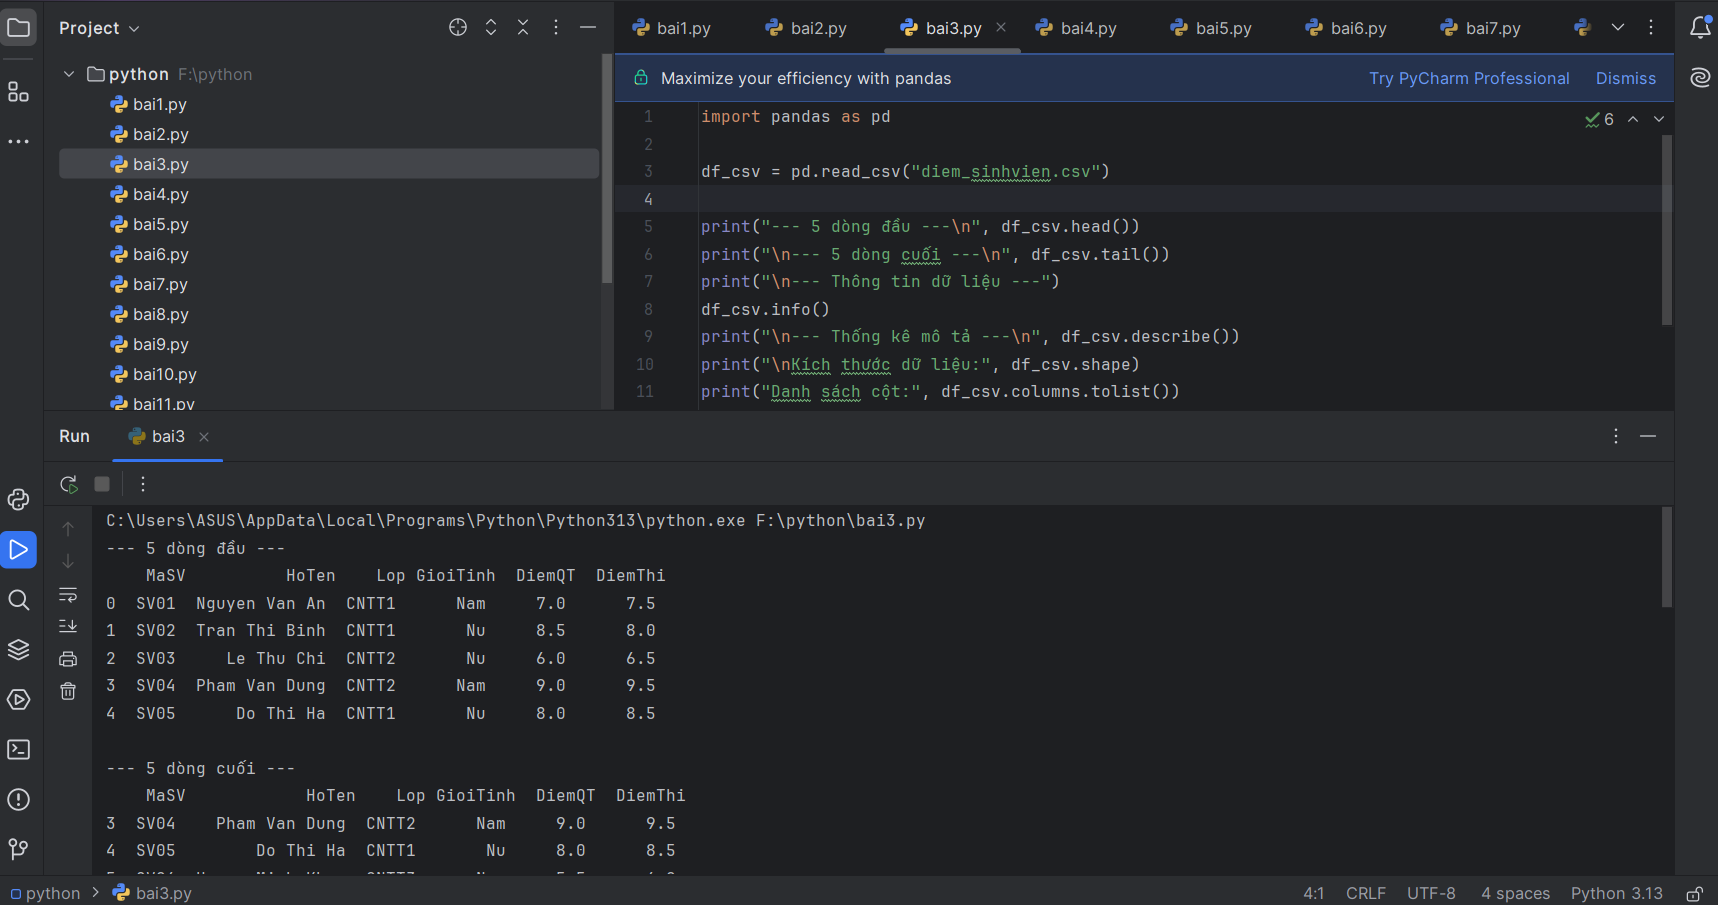 Project
bai1.py
bai2.py
bai3.py
bai4.py
bai5.py
bai6.py
bai7.py
python F:\python
bai1.py
bai2.py
bai3.py
bai4.py
bai5.py
bai6.py
bai7.py
bai8.py
bai9.py
bai10.py
bai11.py
Maximize your efficiency with pandas
Try PyCharm Professional
Dismiss
6
1 import pandas as pd
2
3 df_csv = pd.read_csv("diem_sinhvien.csv")
4
5 print("--- 5 dòng đầu ---\n", df_csv.head())
6 print("\n--- 5 dòng cuối ---\n", df_csv.tail())
7 print("\n--- Thông tin dữ liệu ---")
8 df_csv.info()
9 print("\n--- Thống kê mô tả ---\n", df_csv.describe())
10 print("\nKích thước dữ liệu:", df_csv.shape)
11 print("Danh sách cột:", df_csv.columns.tolist())
Run
bai3
C:\Users\ASUS\AppData\Local\Programs\Python\Python313\python.exe F:\python\bai3.py
--- 5 dòng đầu ---
MaSV HoTen Lop GioiTinh DiemQT DiemThi
0 SV01 Nguyen Van An CNTT1 Nam 7.0 7.5
1 SV02 Tran Thi Binh CNTT1 Nu 8.5 8.0
2 SV03 Le Thu Chi CNTT2 Nu 6.0 6.5
3 SV04 Pham Van Dung CNTT2 Nam 9.0 9.5
4 SV05 Do Thi Ha CNTT1 Nu 8.0 8.5
--- 5 dòng cuối ---
MaSV HoTen Lop GioiTinh DiemQT DiemThi
3 SV04 Pham Van Dung CNTT2 Nam 9.0 9.5
4 SV05 Do Thi Ha CNTT1 Nu 8.0 8.5
python
bai3.py
4:1
CRLF
UTF-8
4 spaces
Python 3.13